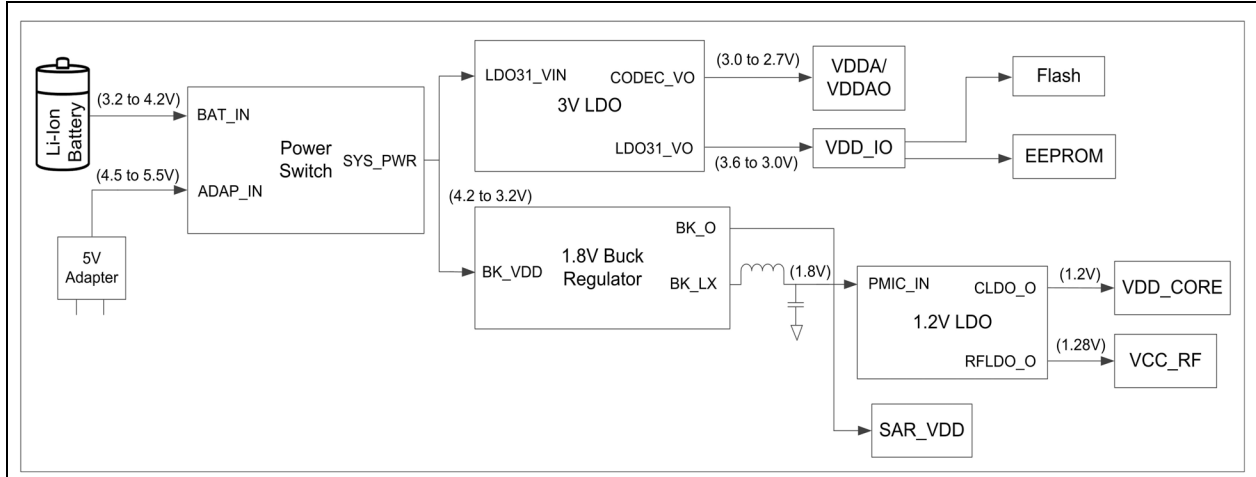 Li-Ion
Battery
(3.2 to 4.2V)
(4.5 to 5.5V)
5V
Adapter
BAT_IN
Power
Switch
SYS_PWR
ADAP_IN
LDO31_VIN
CODEC_VO
3V LDO
LDO31_VO
(3.0 to 2.7V)
VDDA/
VDDAO
(3.6 to 3.0V)
VDD_IO
Flash
EEPROM
(4.2 to 3.2V)
BK_O
1.8V Buck
Regulator
BK_VDD
BK_LX
(1.8V)
PMIC_IN
CLDO_O
1.2V LDO
RFLDO_O
(1.2V)
VDD_CORE
(1.28V)
VCC_RF
SAR_VDD